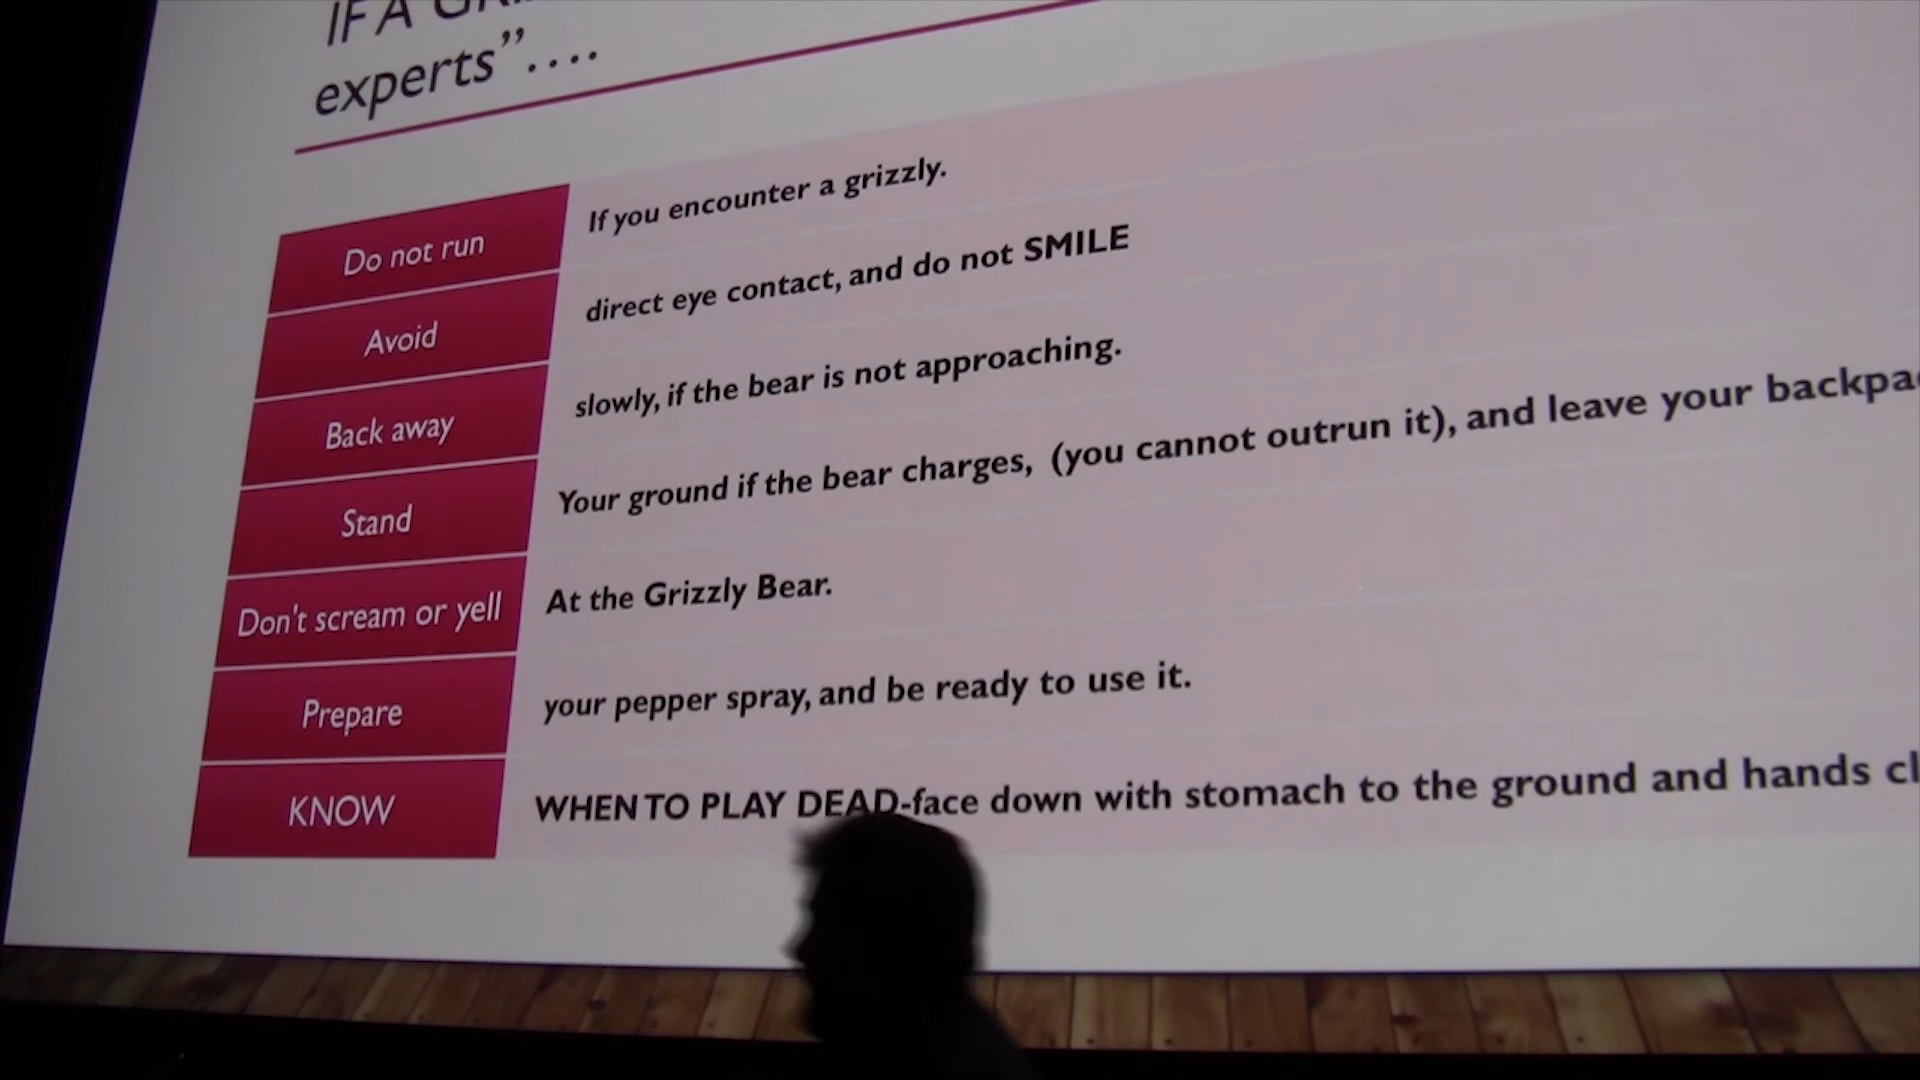 IF A
experts”....
Do not run If you encounter a grizzly.
Avoid direct eye contact, and do not SMILE
Back away slowly, if the bear is not approaching.
Stand Your ground if the bear charges, (you cannot outrun it), and leave your
Don't scream or yell At the Grizzly Bear.
Prepare your pepper spray, and be ready to use it.
KNOW WHEN TO PLAY DEAD-face down with stomach to the ground and hands